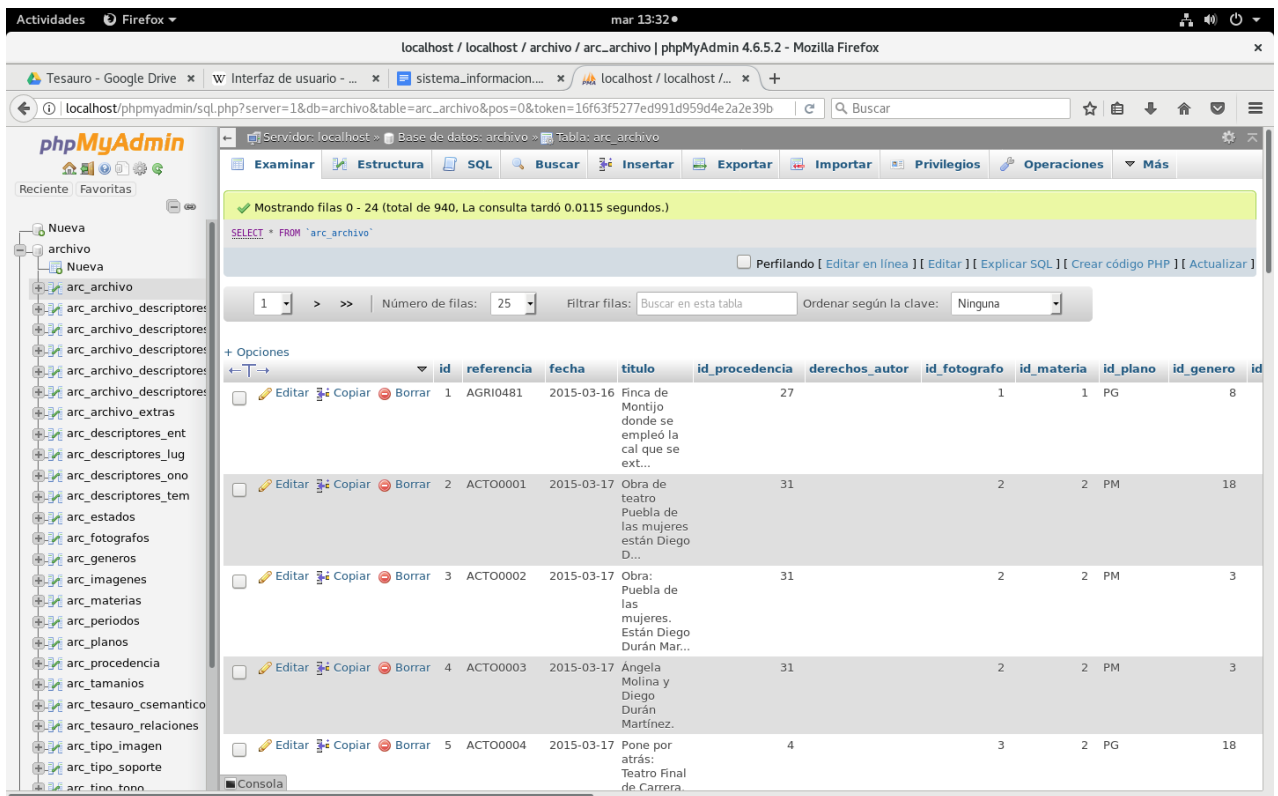 Actividades Firefox mar 13:32
localhost / localhost / archivo / arc_archivo | phpMyAdmin 4.6.5.2 - Mozilla Firefox
Tesauro - Google Drive W Interfaz de usuario - ... sistema_informacion.... localhost / localhost /...
localhost/phpmyadmin/sql.php?server=1&db=archivo&table=arc_archivo&pos=0&token=16f63f5277ed991d959d4e2a2e39b Buscar
phpMyAdmin
Reciente Favoritas
Nueva
archivo
Nueva
arc_archivo
arc_archivo_descriptores
arc_archivo_descriptores
arc_archivo_descriptores
arc_archivo_descriptores
arc_archivo_descriptores
arc_archivo_extras
arc_descriptores_ent
arc_descriptores_lug
arc_descriptores_ono
arc_descriptores_tem
arc_estados
arc_fotografos
arc_generos
arc_imagenes
arc_materias
arc_periodos
arc_planos
arc_procedencia
arc_tamanios
arc_tesauro_csemantico
arc_tesauro_relaciones
arc_tipo_imagen
arc_tipo_soporte
arc_tipo_tono
Servidor: localhost » Base de datos: archivo » Tabla: arc_archivo
Examinar Estructura SQL Buscar Insertar Exportar Importar Privilegios Operaciones Más
Mostrando filas 0 - 24 (total de 940, La consulta tardó 0.0115 segundos.)
SELECT * FROM `arc_archivo`
Perfilando [ Editar en línea ] [ Editar ] [ Explicar SQL ] [ Crear código PHP ] [ Actualizar ]
1 > >> Número de filas: 25 Filtrar filas: Buscar en esta tabla Ordenar según la clave: Ninguna
+ Opciones
←T→ id referencia fecha titulo id_procedencia derechos_autor id_fotografo id_materia id_plano id_genero id
Editar Copiar Borrar 1 AGRI0481 2015-03-16 Finca de 27 1 1 PG 8
Montijo
donde se
empleó la
cal que se
ext...
Editar Copiar Borrar 2 ACTO0001 2015-03-17 Obra de 31 2 2 PM 18
teatro
Puebla de
las mujeres
están Diego
D...
Editar Copiar Borrar 3 ACTO0002 2015-03-17 Obra: 31 2 2 PM 3
Puebla de
las
mujeres.
Están Diego
Durán Mar...
Editar Copiar Borrar 4 ACTO0003 2015-03-17 Ángela 31 2 2 PM 3
Molina y
Diego
Durán
Martínez.
Editar Copiar Borrar 5 ACTO0004 2015-03-17 Pone por 4 3 2 PG 18
atrás:
Teatro Final
de Carrera.
Consola